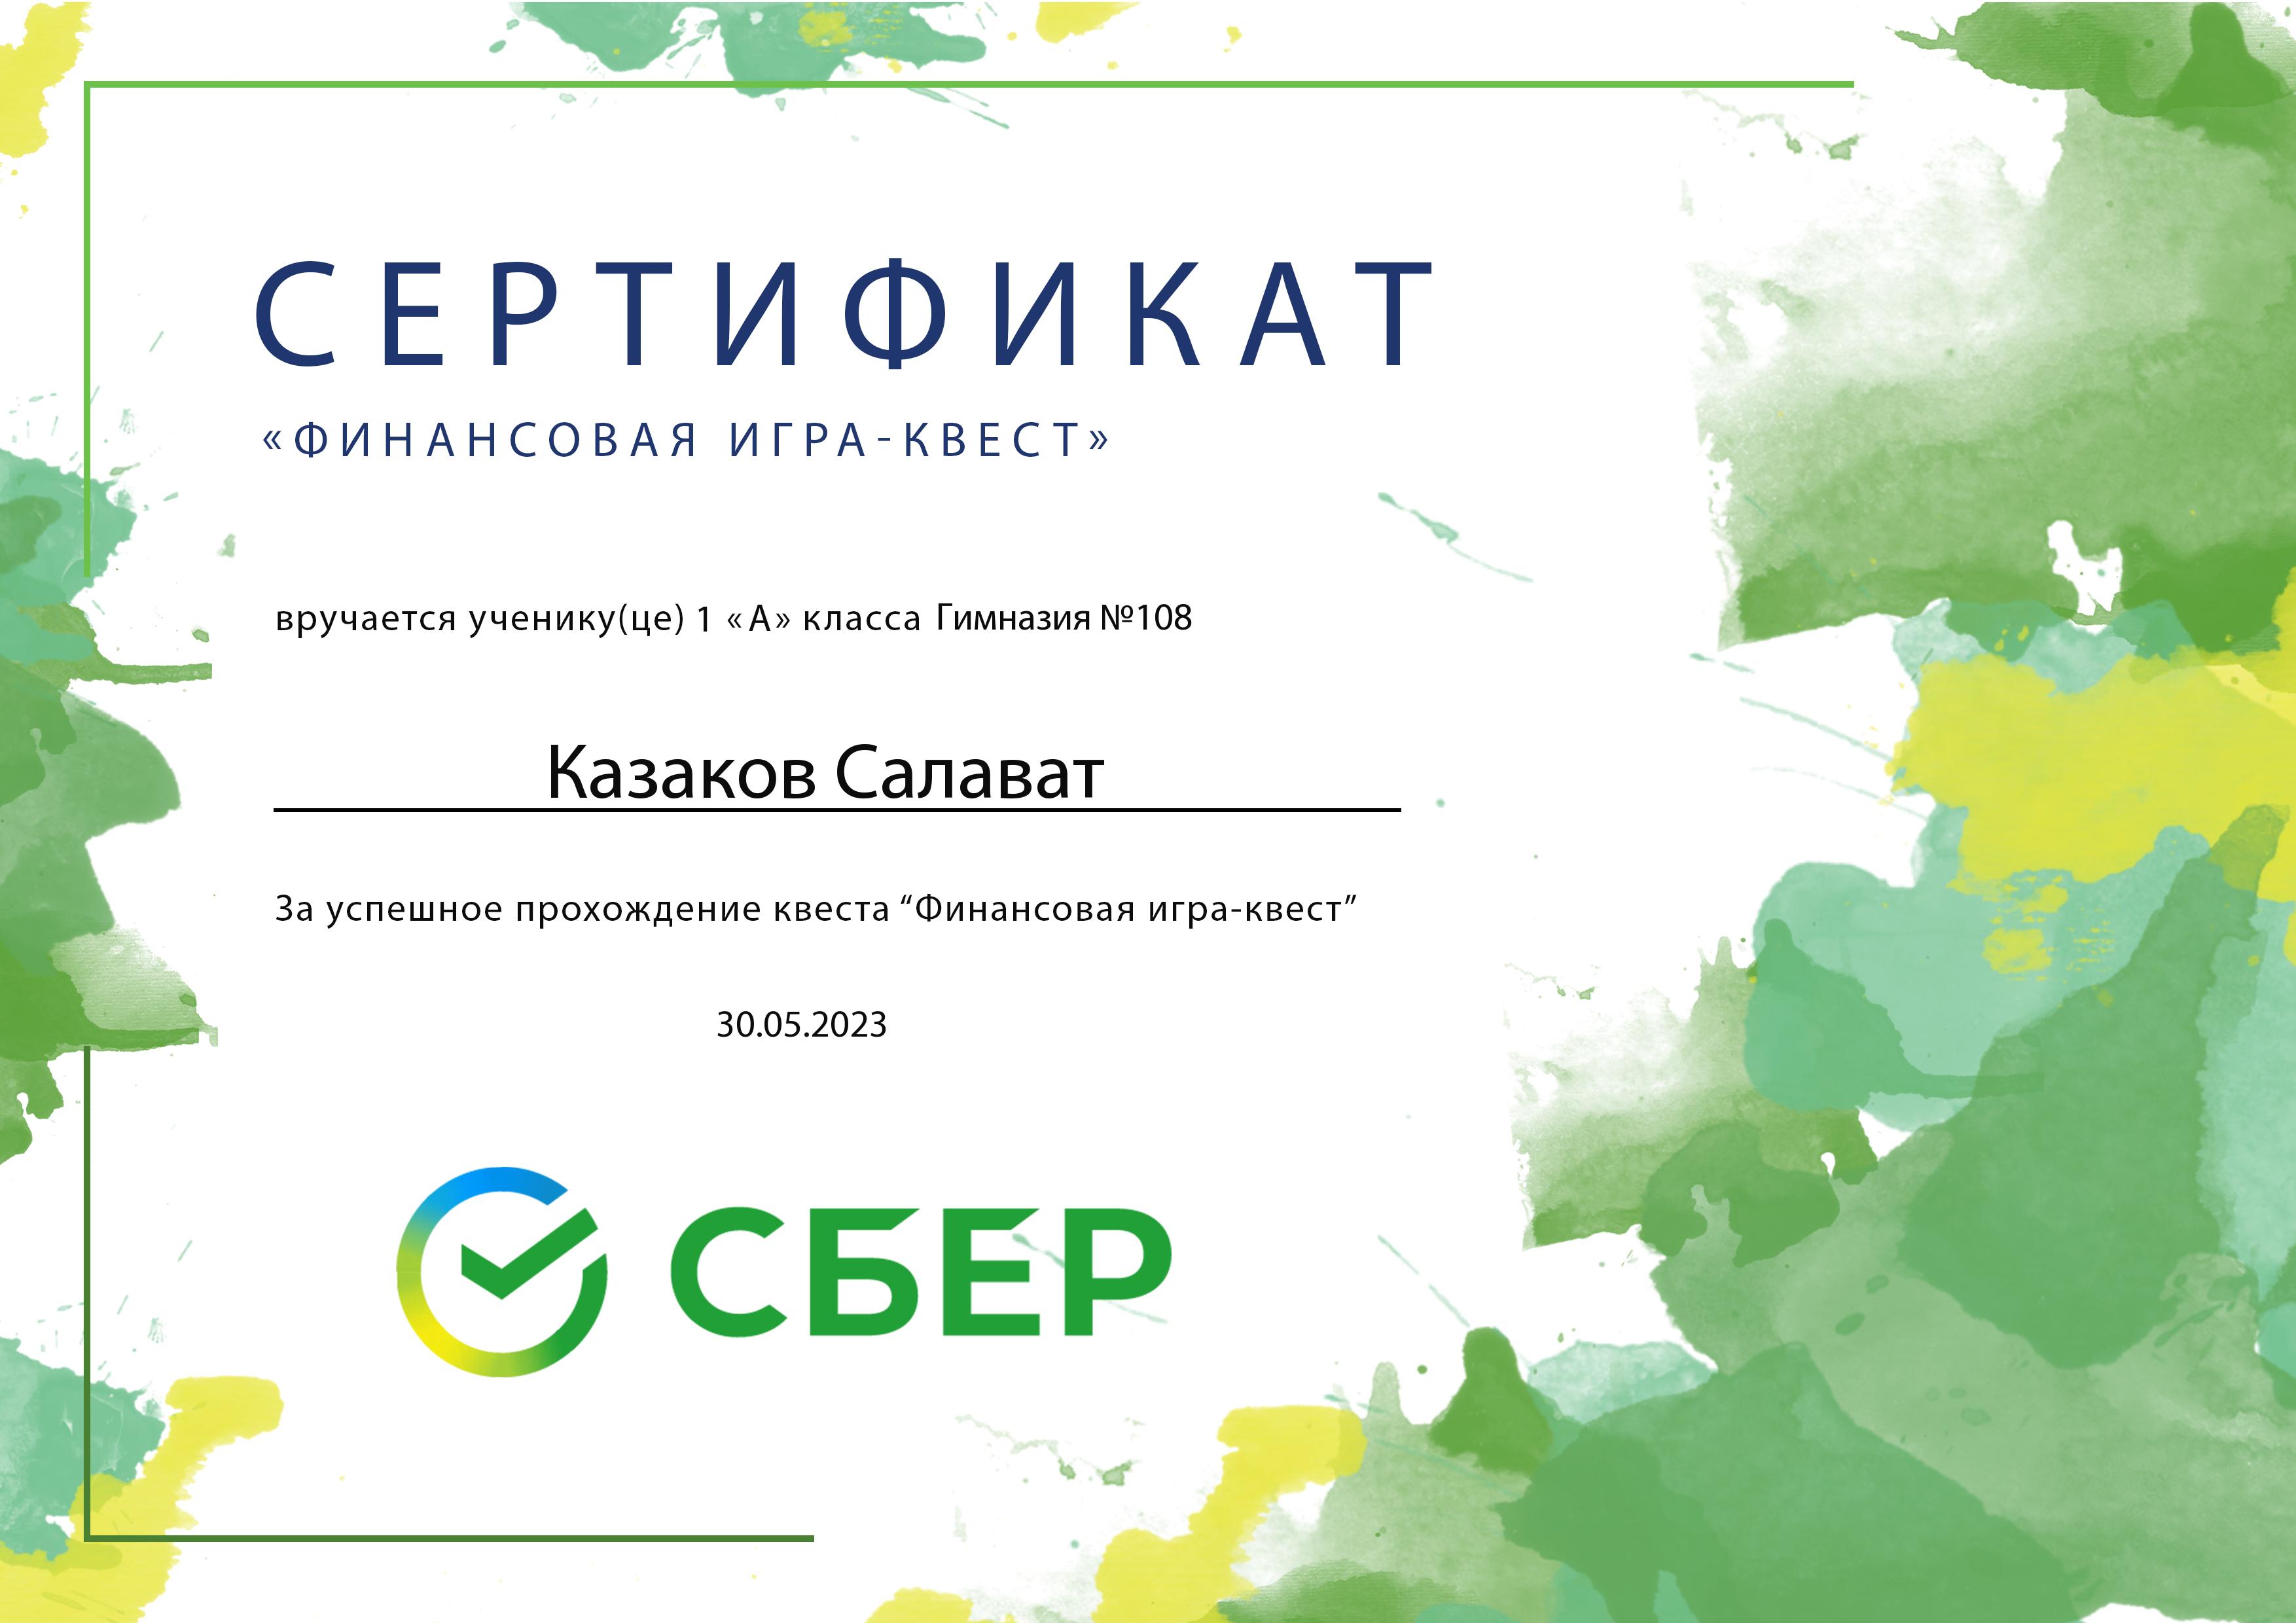 СЕРТИФИКАТ
«ФИНАНСОВАЯ ИГРА-КВЕСТ»
вручается ученику(це) 1 «А» класса Гимназия №108
Казаков Салават
За успешное прохождение квеста “Финансовая игра-квест”
30.05.2023
СБЕР